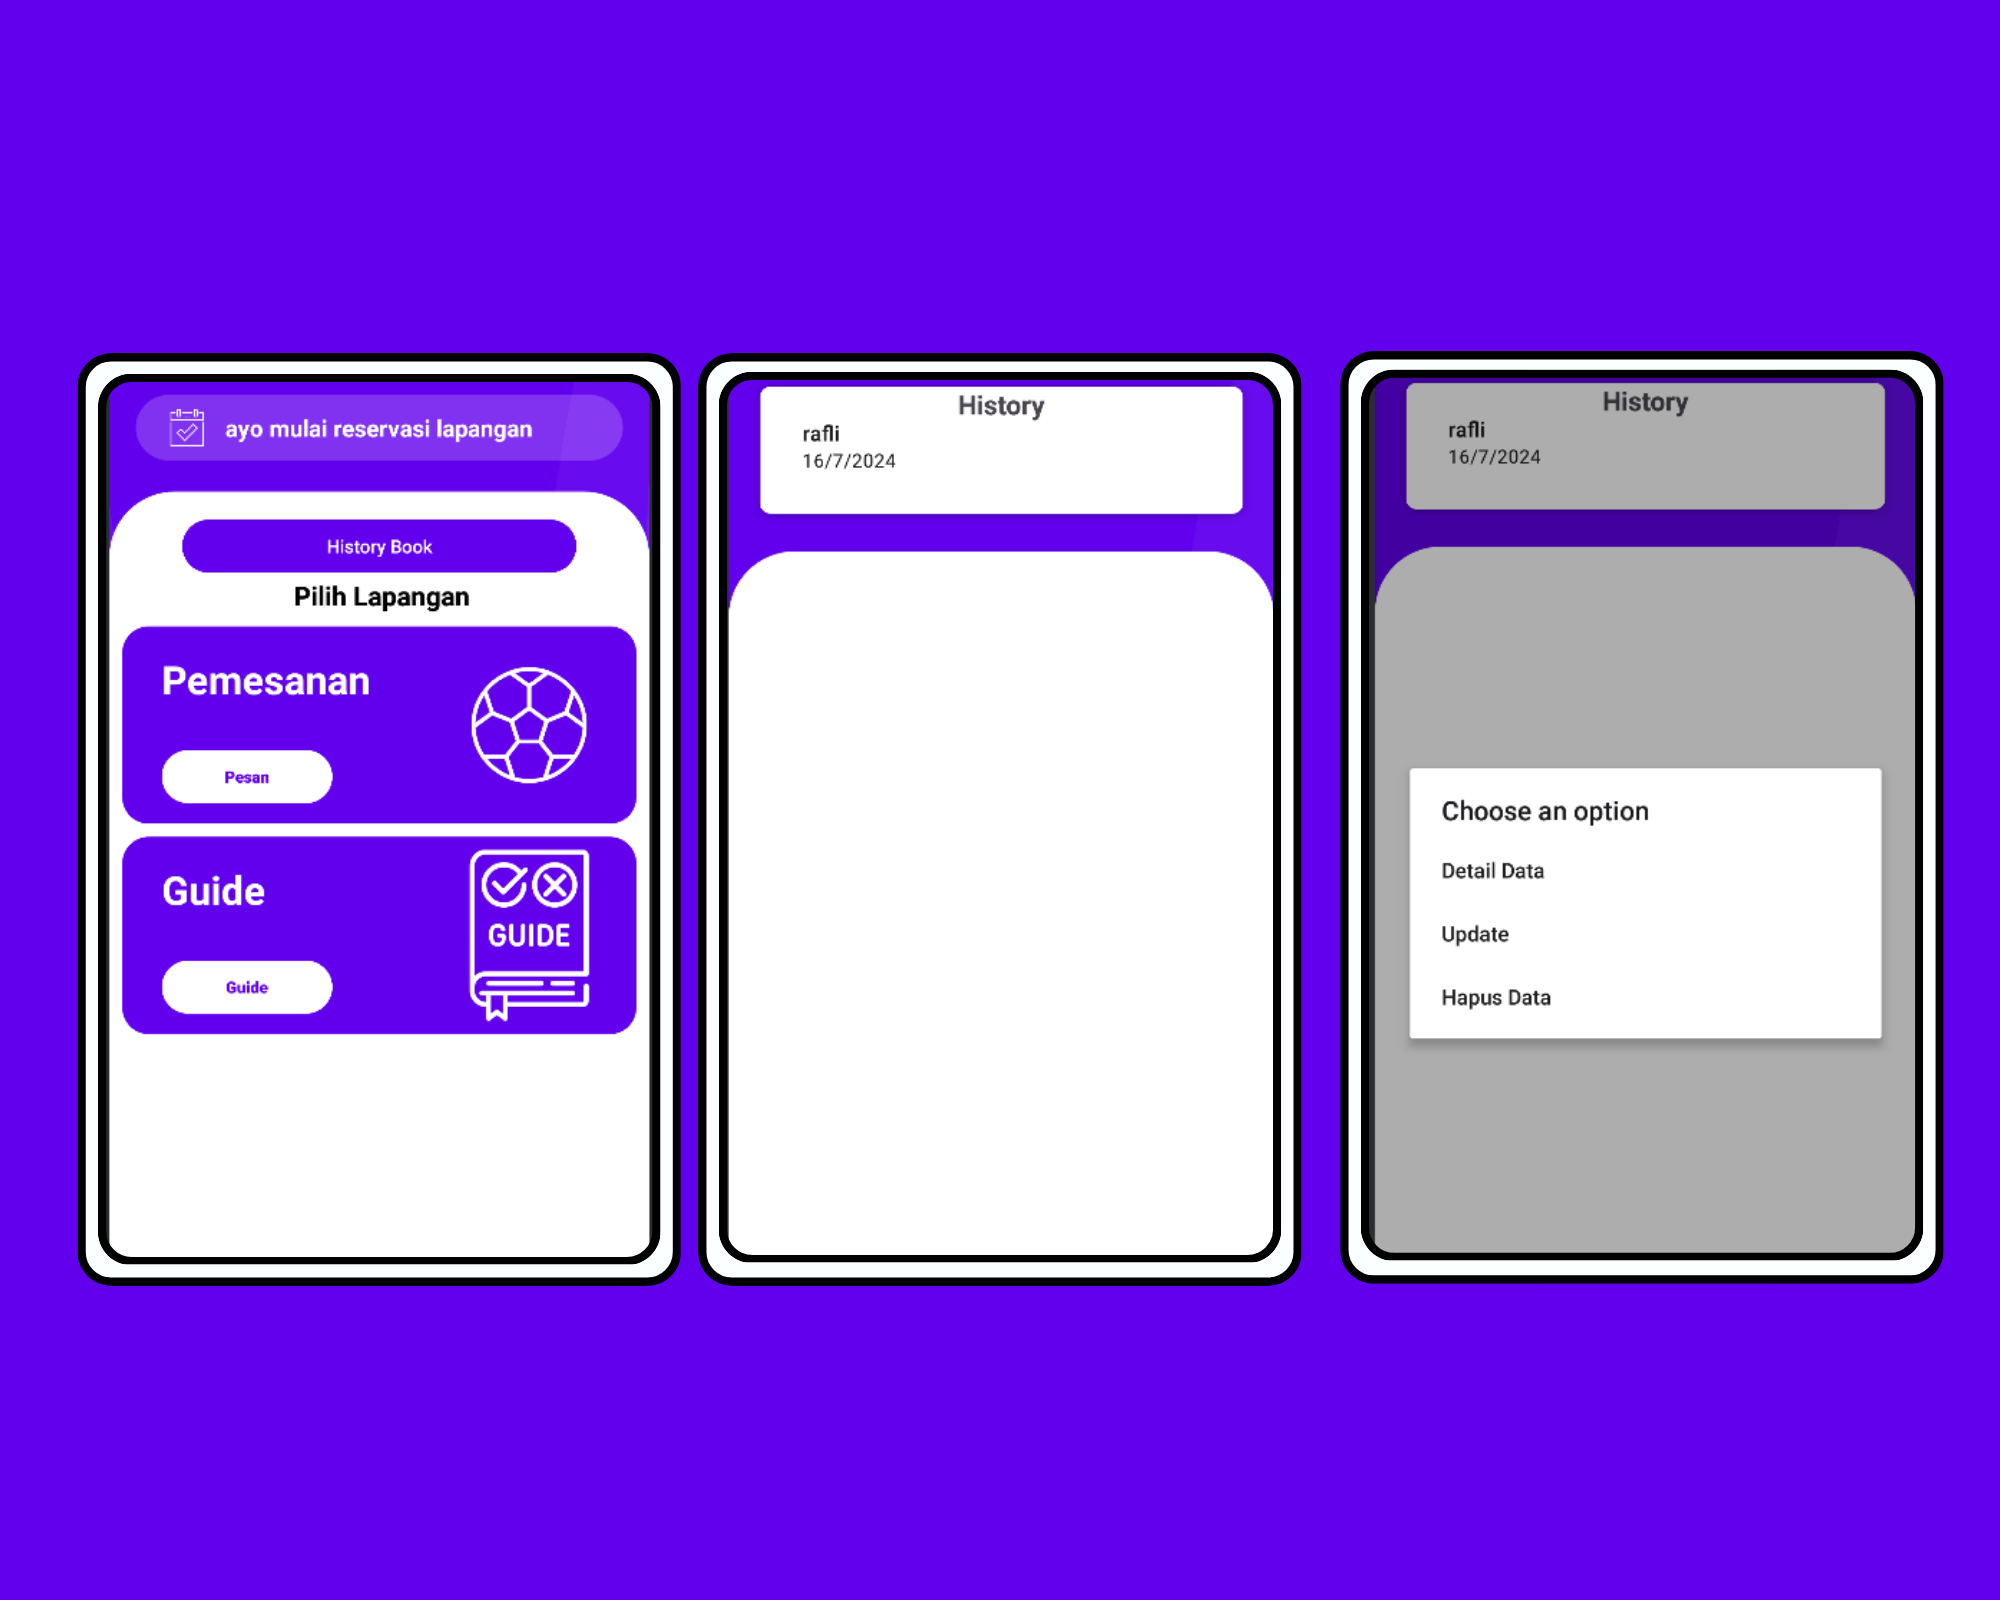 ayo mulai reservasi lapangan
History Book
Pilih Lapangan
Pemesanan
Pesan
Guide
GUIDE
Guide
History
rafli
16/7/2024
History
rafli
16/7/2024
Choose an option
Detail Data
Update
Hapus Data